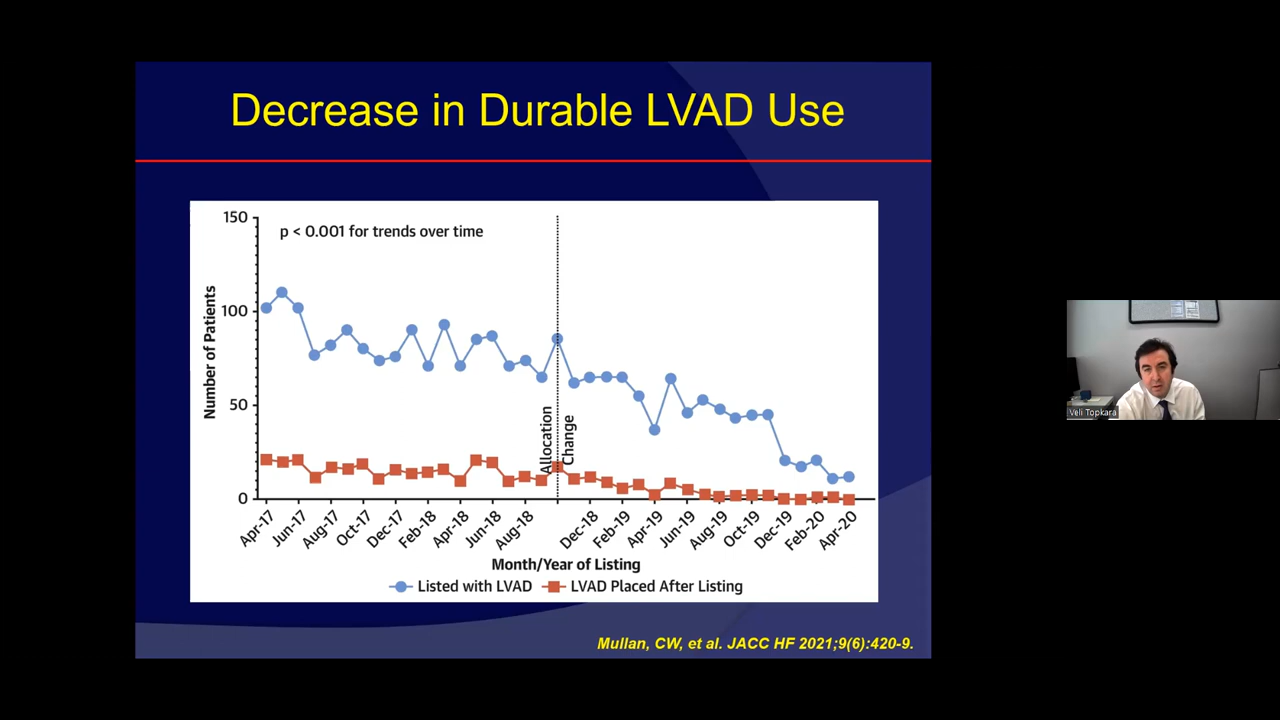 Decrease in Durable LVAD Use
150
p < 0.001 for trends over time
100
50
0
Number of Patients
Allocation
Change
Apr-17
Jun-17
Aug-17
Oct-17
Dec-17
Feb-18
Apr-18
Jun-18
Aug-18
Dec-18
Feb-19
Apr-19
Jun-19
Aug-19
Oct-19
Dec-19
Feb-20
Apr-20
Month/Year of Listing
Listed with LVAD
LVAD Placed After Listing
Mullan, CW, et al. JACC HF 2021;9(6):420-9.
Veli Topkara